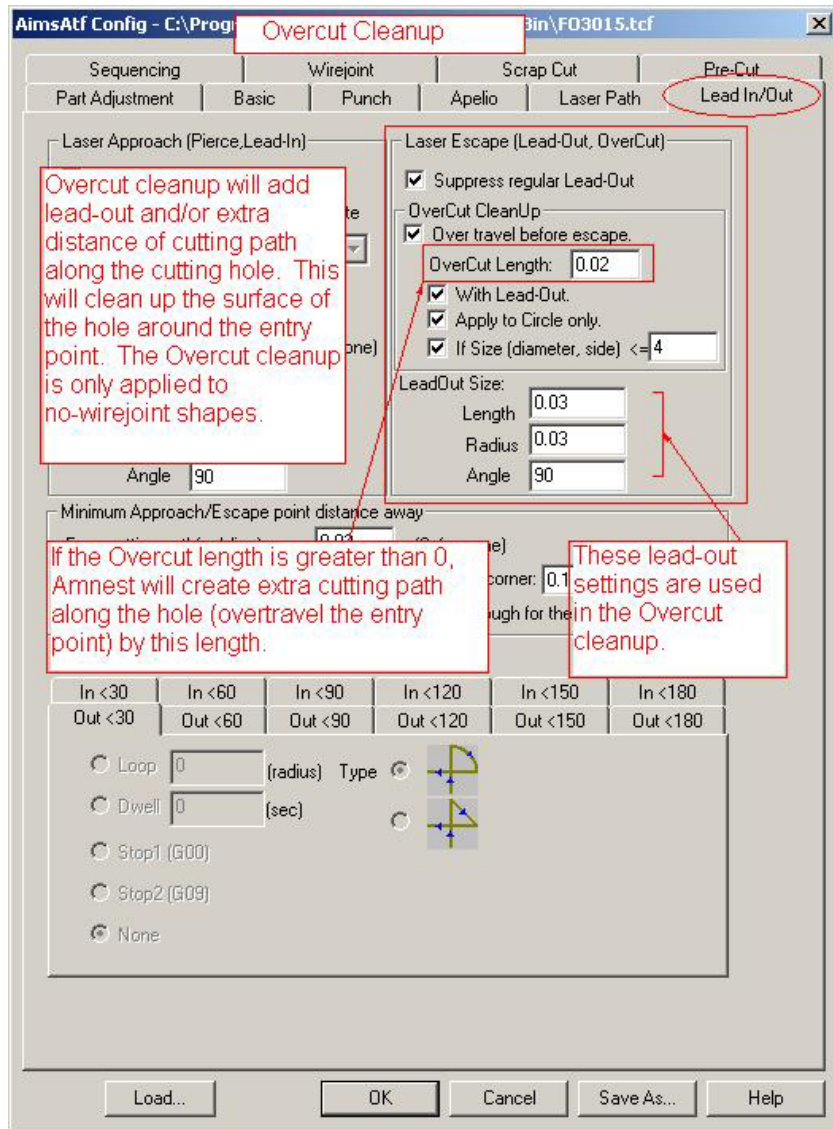 AimsAtf Config - C:\Prog
Overcut Cleanup
Bin\FO3015.tcf
Sequencing
Wirejoint
Scrap Cut
Pre-Cut
Part Adjustment
Basic
Punch
Apelio
Laser Path
Lead In/Out
Laser Approach (Pierce,Lead-In)
Overcut cleanup will add
lead-out and/or extra
distance of cutting path
along the cutting hole. This
will clean up the surface of
the hole around the entry
point. The Overcut cleanup
is only applied to
no-wirejoint shapes.
Angle 90
Laser Escape (Lead-Out, OverCut)
Suppress regular Lead-Out
OverCut CleanUp
Over travel before escape.
OverCut Length: 0.02
With Lead-Out.
Apply to Circle only.
If Size (diameter, side) <= 4
LeadOut Size:
Length 0.03
Radius 0.03
Angle 90
Minimum Approach/Escape point distance away
If the Overcut length is greater than 0,
Amnest will create extra cutting path
along the hole (overtravel the entry
point) by this length.
corner: 0.1
ugh for the
These lead-out
settings are used
in the Overcut
cleanup.
In <30
In <60
In <90
In <120
In <150
In <180
Out <30
Out <60
Out <90
Out <120
Out <150
Out <180
Loop 0 (radius) Type
Dwell 0 (sec)
Stop1 (G00)
Stop2 (G09)
None
Load...
OK
Cancel
Save As...
Help